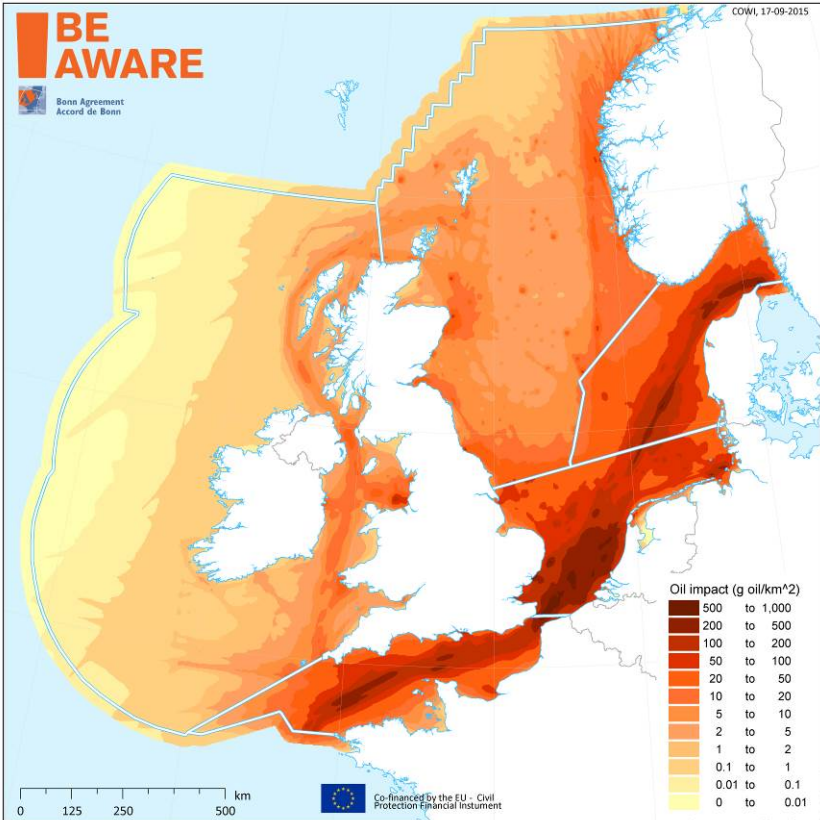 COWI, 17-09-2015
BE
AWARE
Bonn Agreement
Accord de Bonn
Oil impact (g oil/km^2)
500 to 1,000
200 to 500
100 to 200
50 to 100
20 to 50
10 to 20
5 to 10
2 to 5
1 to 2
0.1 to 1
0.01 to 0.1
0 to 0.01
km
0 125 250 500
Co-financed by the EU - Civil
Protection Financial Instument